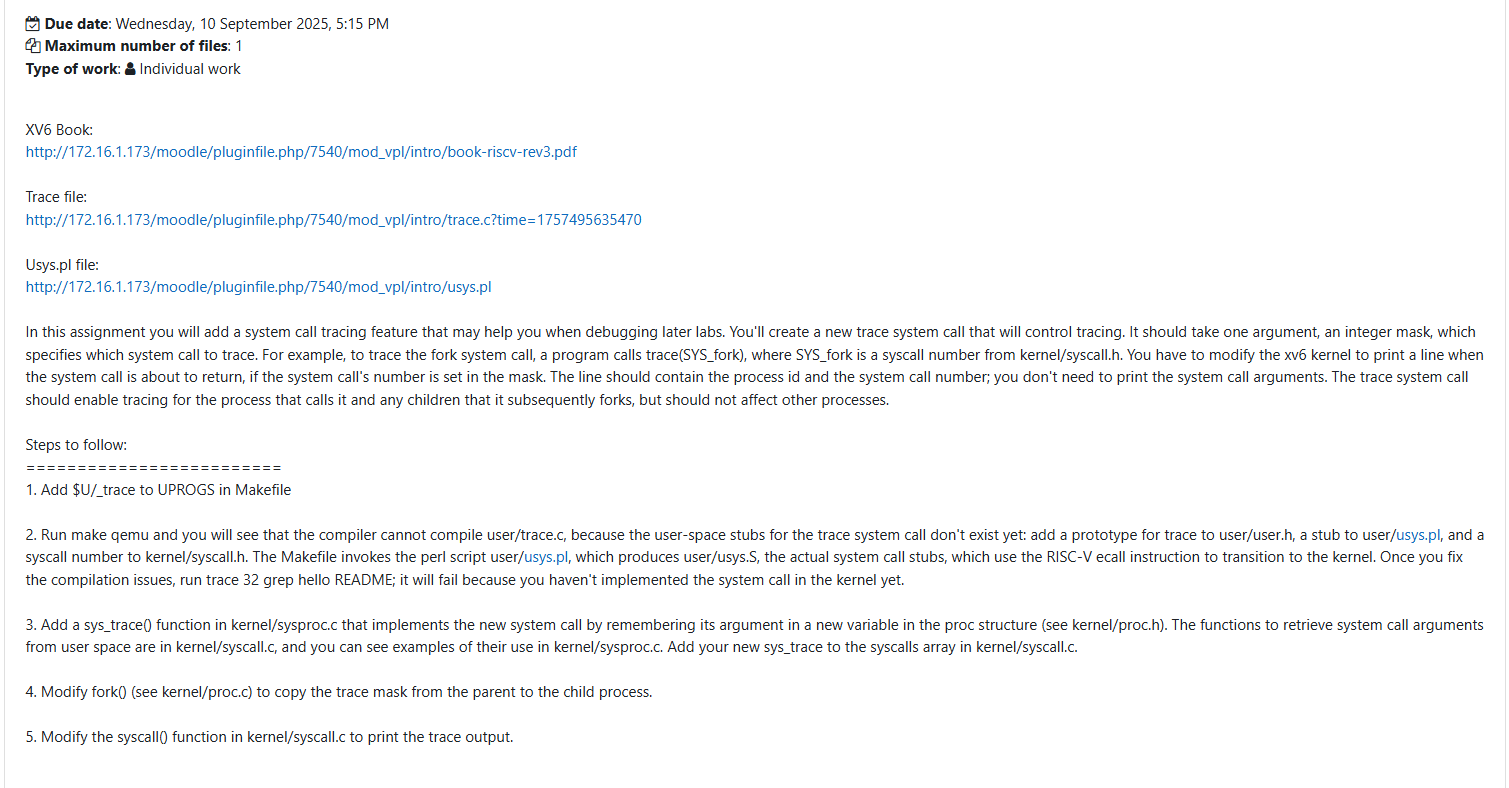 Due date: Wednesday, 10 September 2025, 5:15 PM
Maximum number of files: 1
Type of work: Individual work
XV6 Book:
http://172.16.1.173/moodle/pluginfile.php/7540/mod_vpl/intro/book-riscv-rev3.pdf
Trace file:
http://172.16.1.173/moodle/pluginfile.php/7540/mod_vpl/intro/trace.c?time=1757495635470
Usys.pl file:
http://172.16.1.173/moodle/pluginfile.php/7540/mod_vpl/intro/usys.pl
In this assignment you will add a system call tracing feature that may help you when debugging later labs. You'll create a new trace system call that will control tracing. It should take one argument, an integer mask, which
specifies which system call to trace. For example, to trace the fork system call, a program calls trace(SYS_fork), where SYS_fork is a syscall number from kernel/syscall.h. You have to modify the xv6 kernel to print a line when
the system call is about to return, if the system call's number is set in the mask. The line should contain the process id and the system call number; you don't need to print the system call arguments. The trace system call
should enable tracing for the process that calls it and any children that it subsequently forks, but should not affect other processes.
Steps to follow:
=========================
1. Add $U/_trace to UPROGS in Makefile
2. Run make qemu and you will see that the compiler cannot compile user/trace.c, because the user-space stubs for the trace system call don't exist yet: add a prototype for trace to user/user.h, a stub to user/usys.pl, and a
syscall number to kernel/syscall.h. The Makefile invokes the perl script user/usys.pl, which produces user/usys.S, the actual system call stubs, which use the RISC-V ecall instruction to transition to the kernel. Once you fix
the compilation issues, run trace 32 grep hello README; it will fail because you haven't implemented the system call in the kernel yet.
3. Add a sys_trace() function in kernel/sysproc.c that implements the new system call by remembering its argument in a new variable in the proc structure (see kernel/proc.h). The functions to retrieve system call arguments
from user space are in kernel/syscall.c, and you can see examples of their use in kernel/sysproc.c. Add your new sys_trace to the syscalls array in kernel/syscall.c.
4. Modify fork() (see kernel/proc.c) to copy the trace mask from the parent to the child process.
5. Modify the syscall() function in kernel/syscall.c to print the trace output.